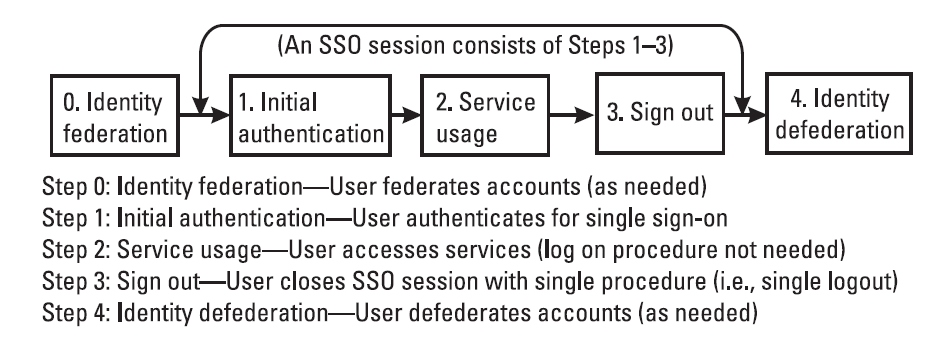 (An SSO session consists of Steps 1–3)
0. Identity
federation
1. Initial
authentication
2. Service
usage
3. Sign out
4. Identity
defederation
Step 0: Identity federation—User federates accounts (as needed)
Step 1: Initial authentication—User authenticates for single sign-on
Step 2: Service usage—User accesses services (log on procedure not needed)
Step 3: Sign out—User closes SSO session with single procedure (i.e., single logout)
Step 4: Identity defederation—User defederates accounts (as needed)